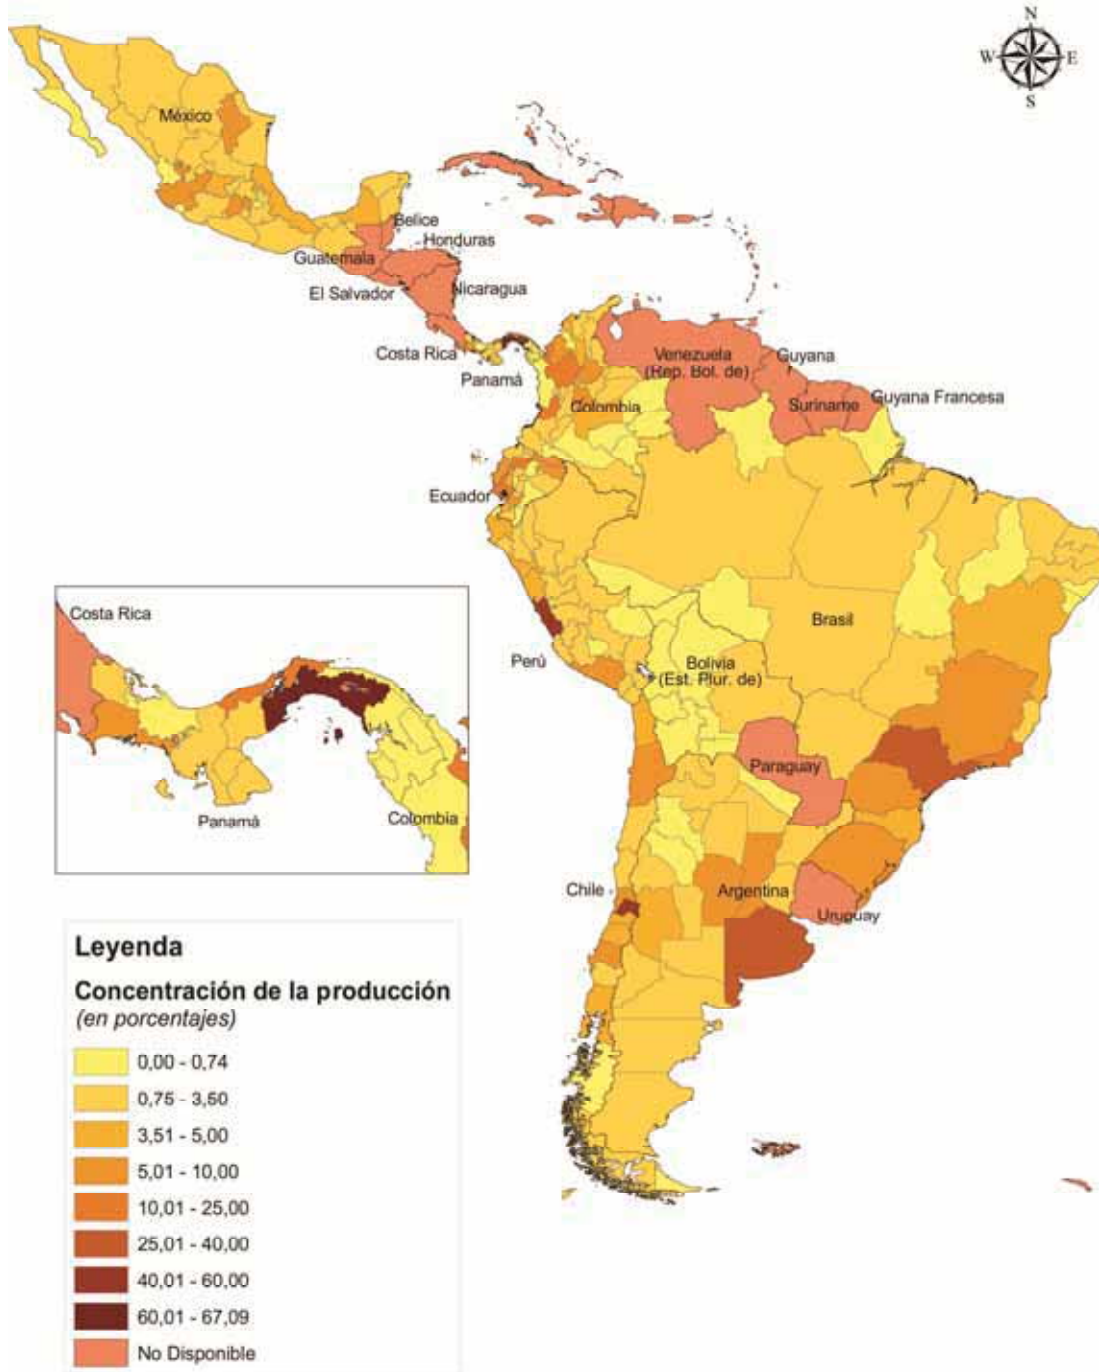 N
W E
S
México
Belice
Honduras
Guatemala
El Salvador
Nicaragua
Costa Rica
Panamá
Venezuela
(Rep. Bol. de)
Guyana
Suriname
Guyana Francesa
Colombia
Ecuador
Brasil
Perú
Bolivia
(Est. Plur. de)
Paraguay
Chile
Argentina
Uruguay
Costa Rica
Panamá
Colombia
Leyenda
Concentración de la producción
(en porcentajes)
0,00 - 0,74
0,75 - 3,50
3,51 - 5,00
5,01 - 10,00
10,01 - 25,00
25,01 - 40,00
40,01 - 60,00
60,01 - 67,09
No Disponible